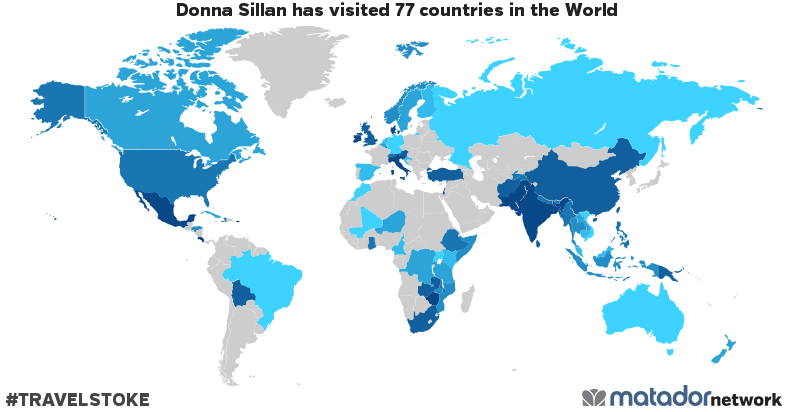 Donna Sillan has visited 77 countries in the World
#TRAVELSTOKE
matadornetwork